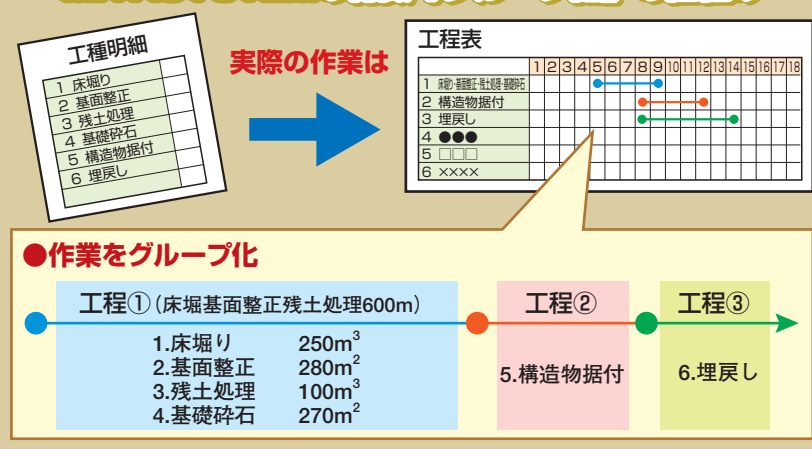 工種明細
1 床堀り
2 基面整正
3 残土処理
4 基礎砕石
5 構造物据付
6 埋戻し
実際の作業は
工程表
1 2 3 4 5 6 7 8 9 10 11 12 13 14 15 16 17 18
1 床堀り・基面整正・残土処理・基礎砕石
2 構造物据付
3 埋戻し
4 ●●●
5 □□□
6 ××××
●作業をグループ化
工程①(床堀基面整正残土処理600m)
1.床堀り 250m³
2.基面整正 280m²
3.残土処理 100m³
4.基礎砕石 270m²
工程②
5.構造物据付
工程③
6.埋戻し